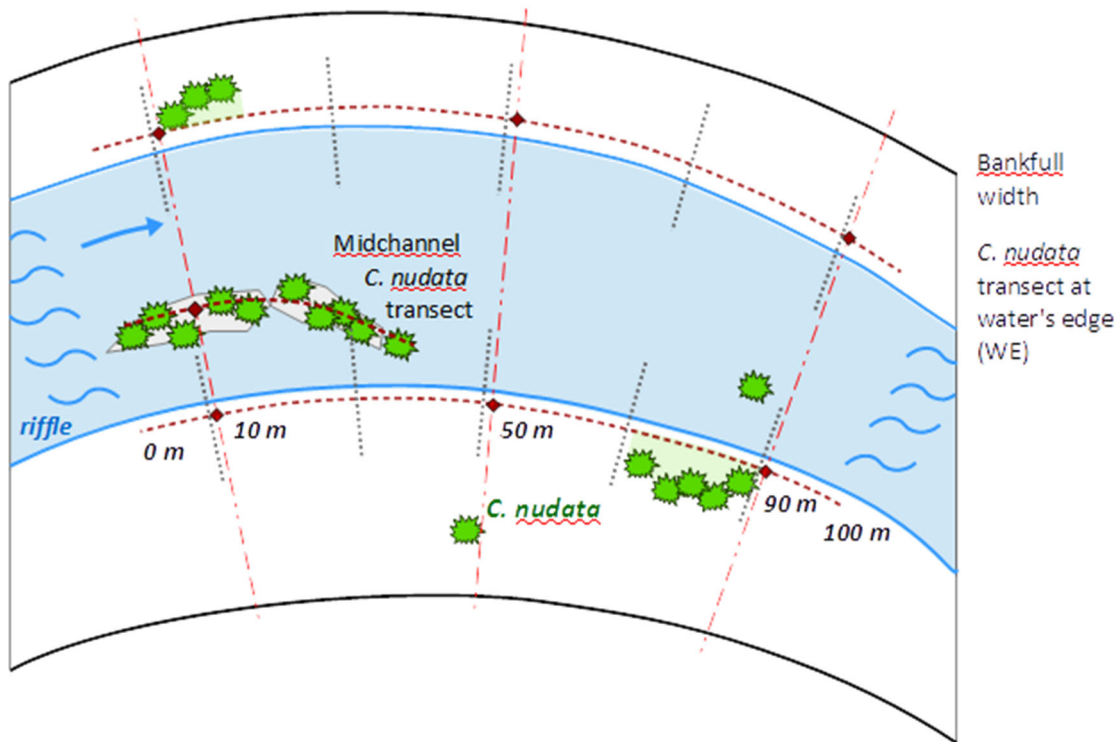 Bankfull
width
C. nudata
transect at
water's edge
(WE)
Midchannel
C. nudata
transect
riffle
0 m
10 m
50 m
90 m
100 m
C. nudata